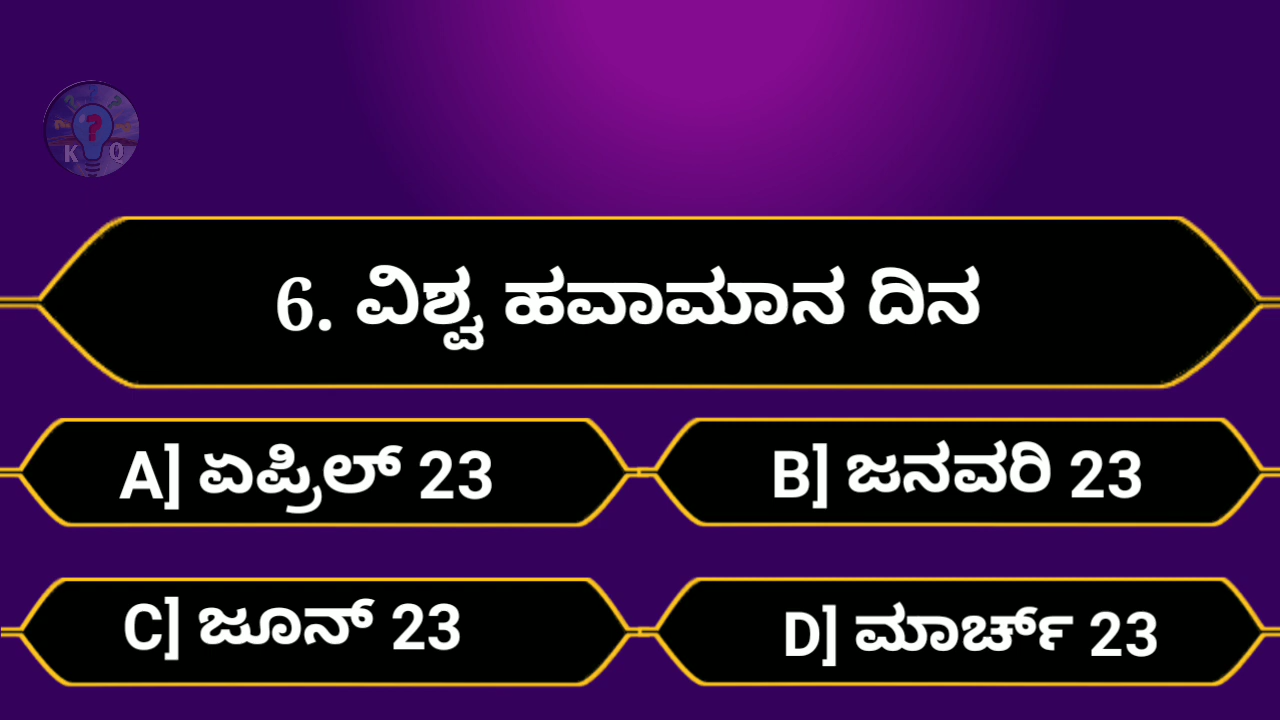 K Q
6. ವಿಶ್ವ ಹವಾಮಾನ ದಿನ
A] ಏಪ್ರಿಲ್ 23
B] ಜನವರಿ 23
C] ಜೂನ್ 23
D] ಮಾರ್ಚ್ 23